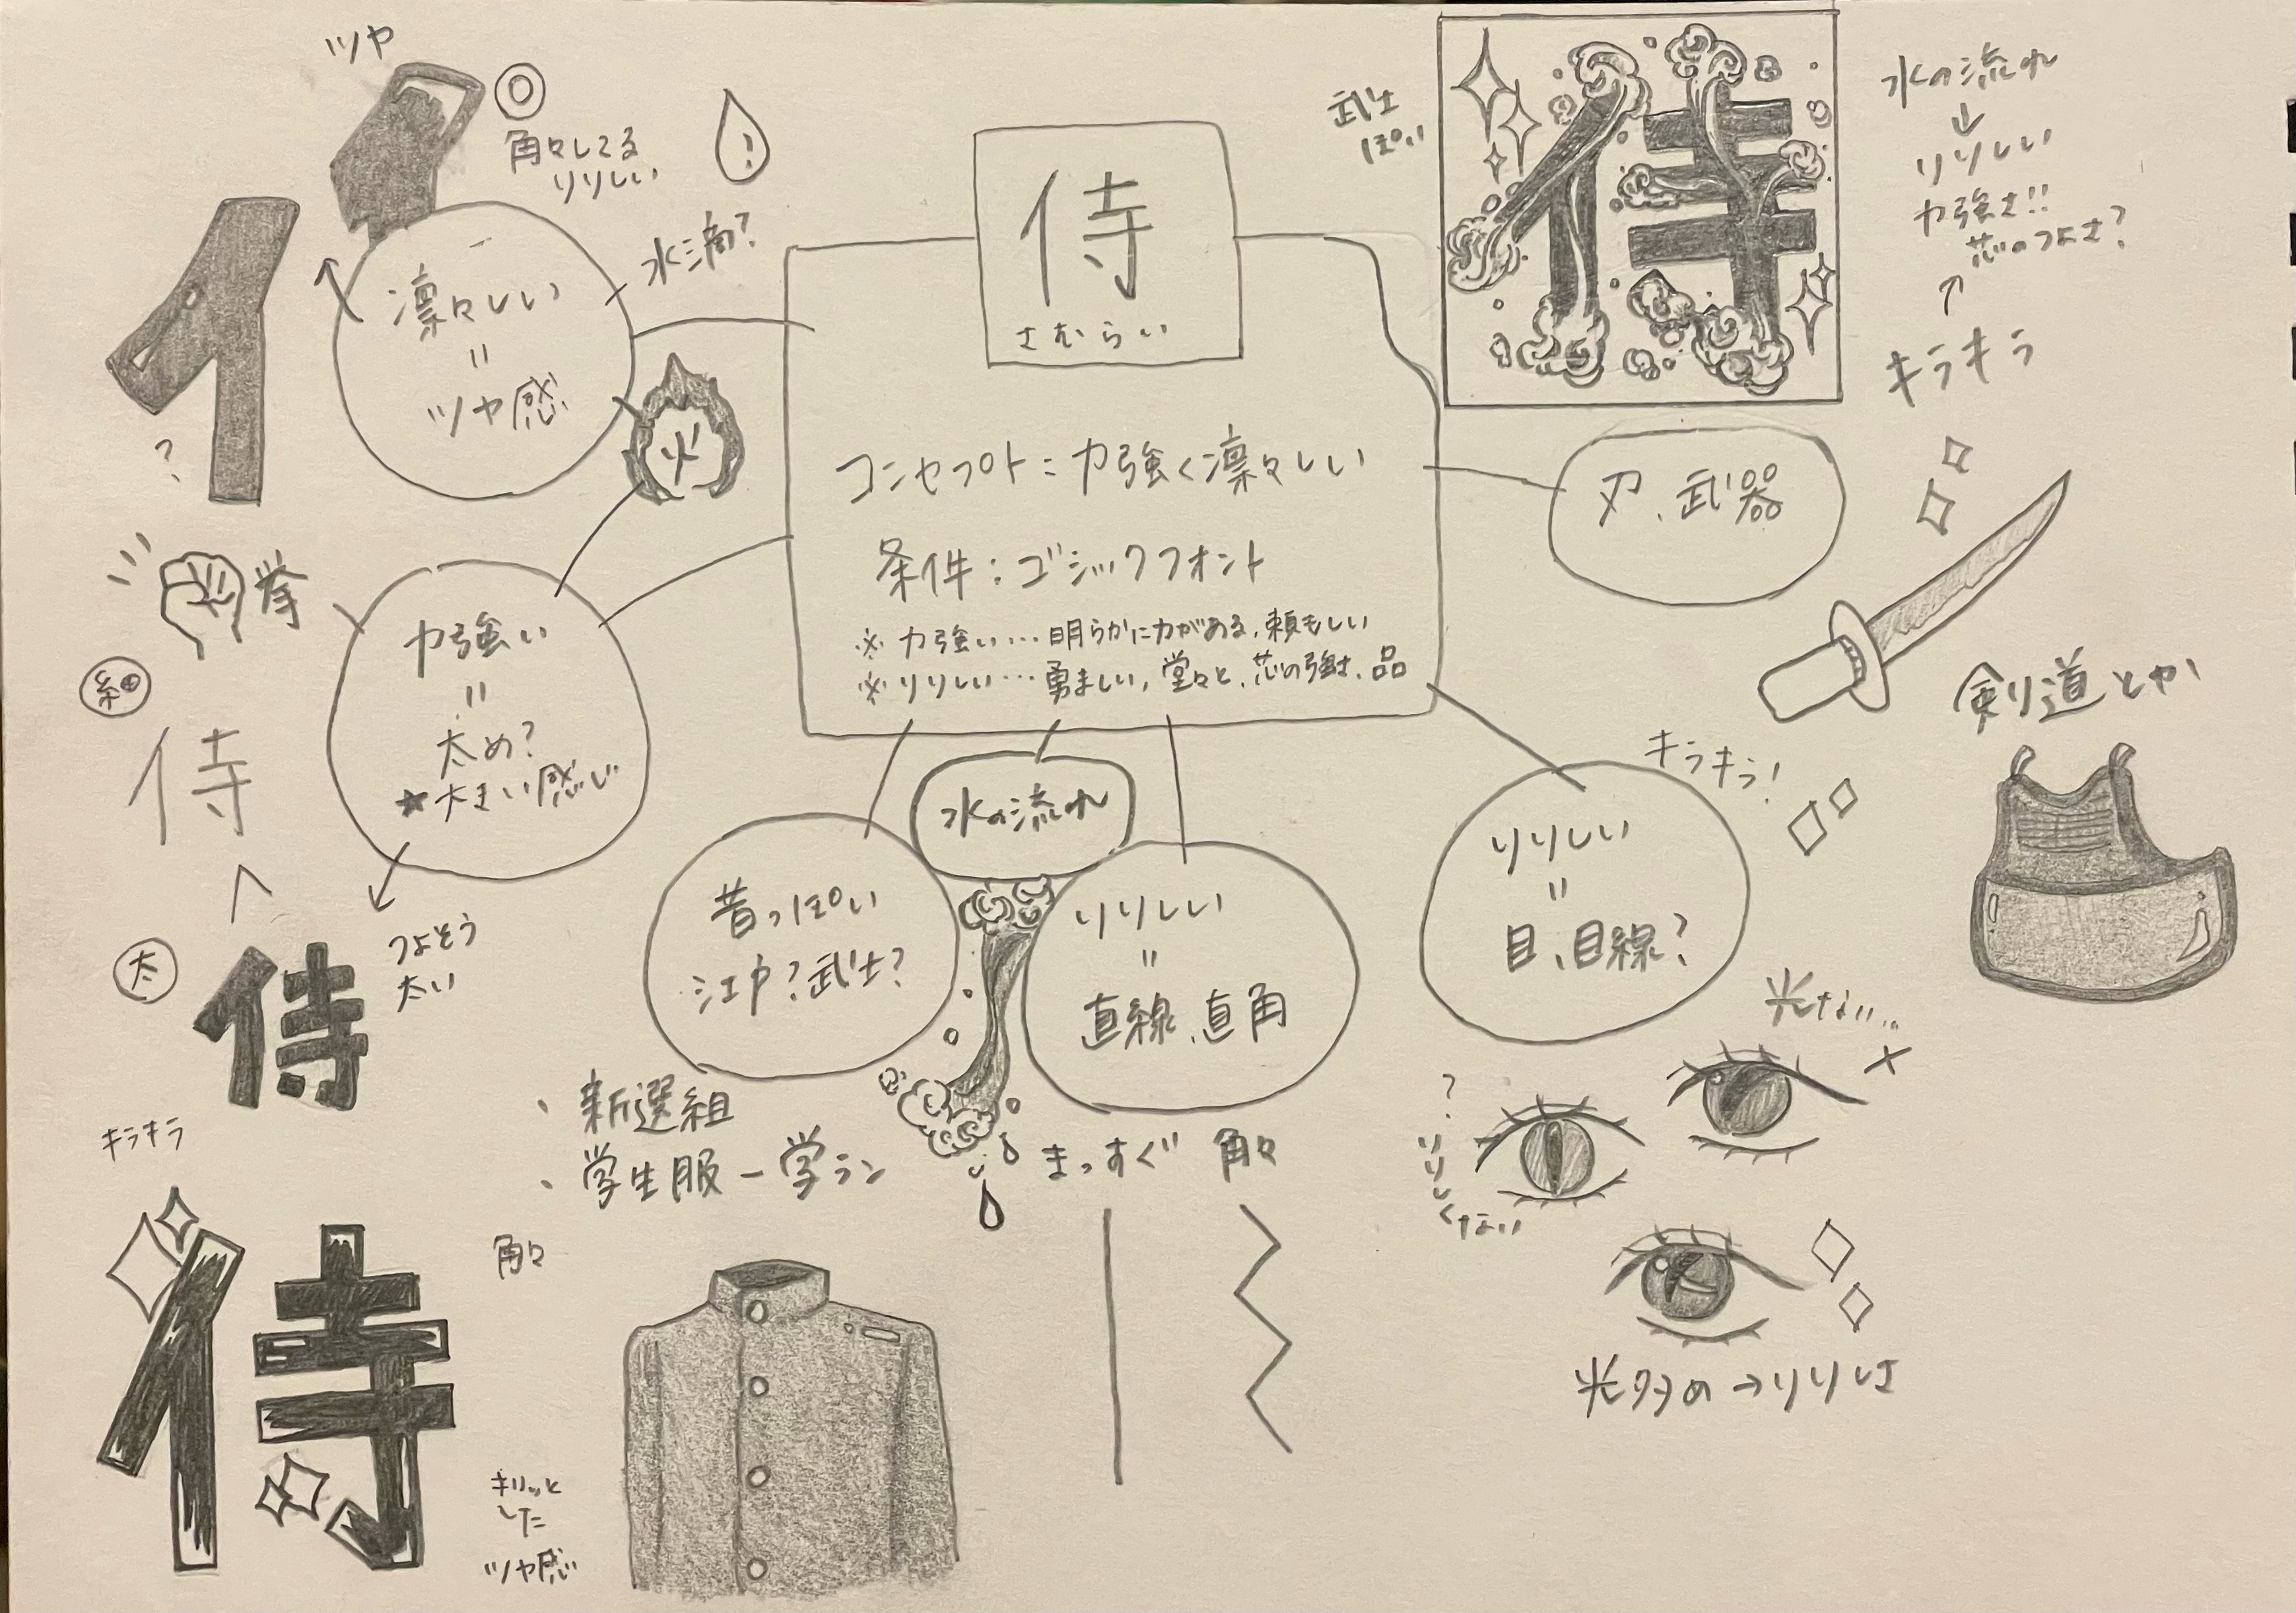 侍
さむらい
コンセプト:力強く凛々しい
条件:ゴシックフォント
※力強い…明らかに力がある、頼もしい
※りりしい…勇ましい、堂々と、芯の強さ、品
ツヤ
◎
角々してる
りりしい
水滴?
凛々しい
=
ツヤ感
イ
?
火
拳
力強い
=
太め?
★大きい感じ
つよそう
太い
細
侍
太
侍
キラキラ
侍
キリッと
した
ツヤ感
昔っぽい
江戸?武士?
・新選組
・学生服-学ラン
角々
水の流れ
りりしい
=
直線、直角
まっすぐ
角々
りりしい
=
目、目線?
キラキラ!
光ない…
×
?
りりしくない
光多め→りりしさ
刃、武器
剣道とか
武士
ぽい
侍
水の流れ
↓
りりしい
力強さ!!
芯のつよさ?
↑
キラキラ